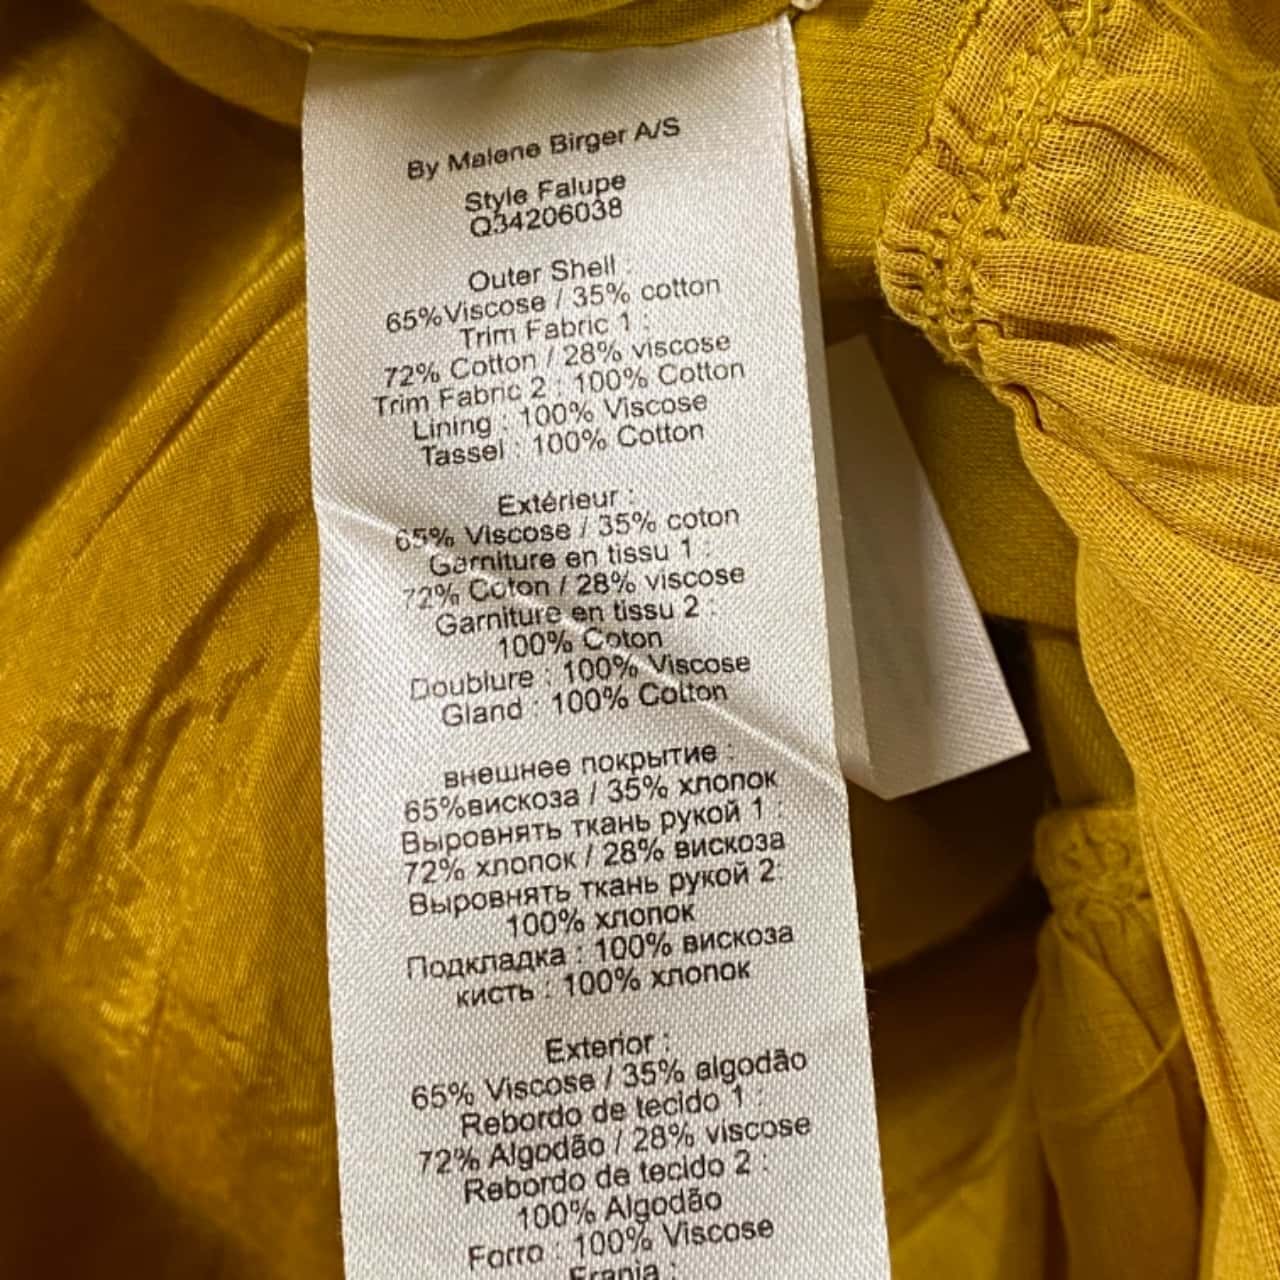 By Malene Birger A/S
Style Falupe
Q34206038
Outer Shell :
65%Viscose / 35% cotton
Trim Fabric 1 :
72% Cotton / 28% viscose
Trim Fabric 2 : 100% Cotton
Lining : 100% Viscose
Tassel : 100% Cotton
Extérieur :
65% Viscose / 35% coton
Garniture en tissu 1 :
72% Coton / 28% viscose
Garniture en tissu 2 :
100% Coton
Doublure : 100% Viscose
Gland : 100% Cotton
внешнее покрытие :
65%вискоза / 35% хлопок
Выровнять ткань рукой 1 :
72% хлопок / 28% вискоза
Выровнять ткань рукой 2:
100% хлопок
Подкладка : 100% вискоза
кисть : 100% хлопок
Exterior :
65% Viscose / 35% algodão
Rebordo de tecido 1 :
72% Algodão / 28% viscose
Rebordo de tecido 2 :
100% Algodão
Forro : 100% Viscose
Franja :